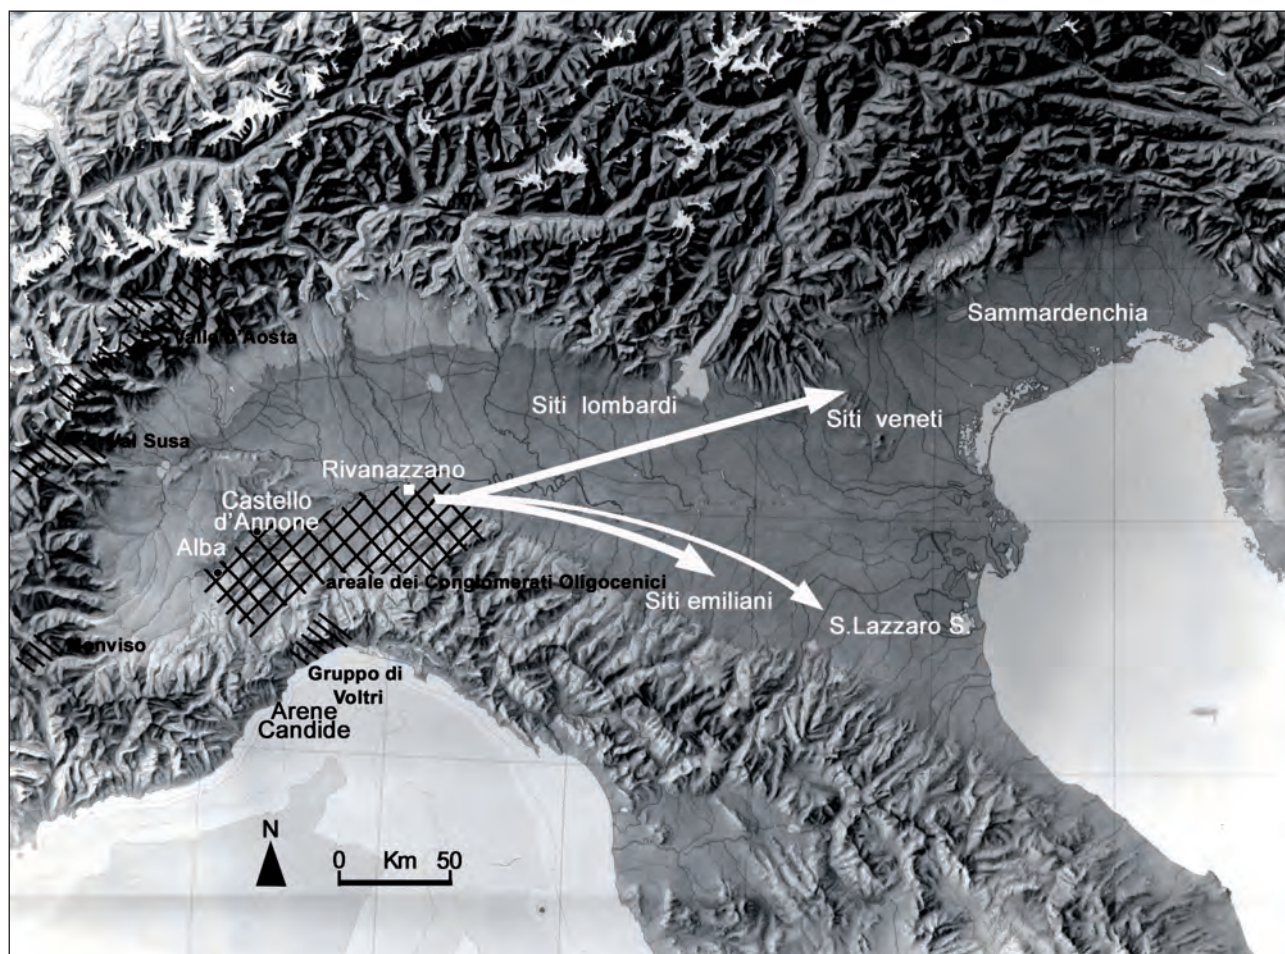 Sammardenchia
Valle d'Aosta
Siti lombardi
Siti veneti
Val Susa
Rivanazzano
Castello
d'Annone
Alba
areale dei Conglomerati Oligocenici
Siti emiliani
S.Lazzaro S.
Monviso
Gruppo di
Voltri
Arene
Candide
N
0 Km 50